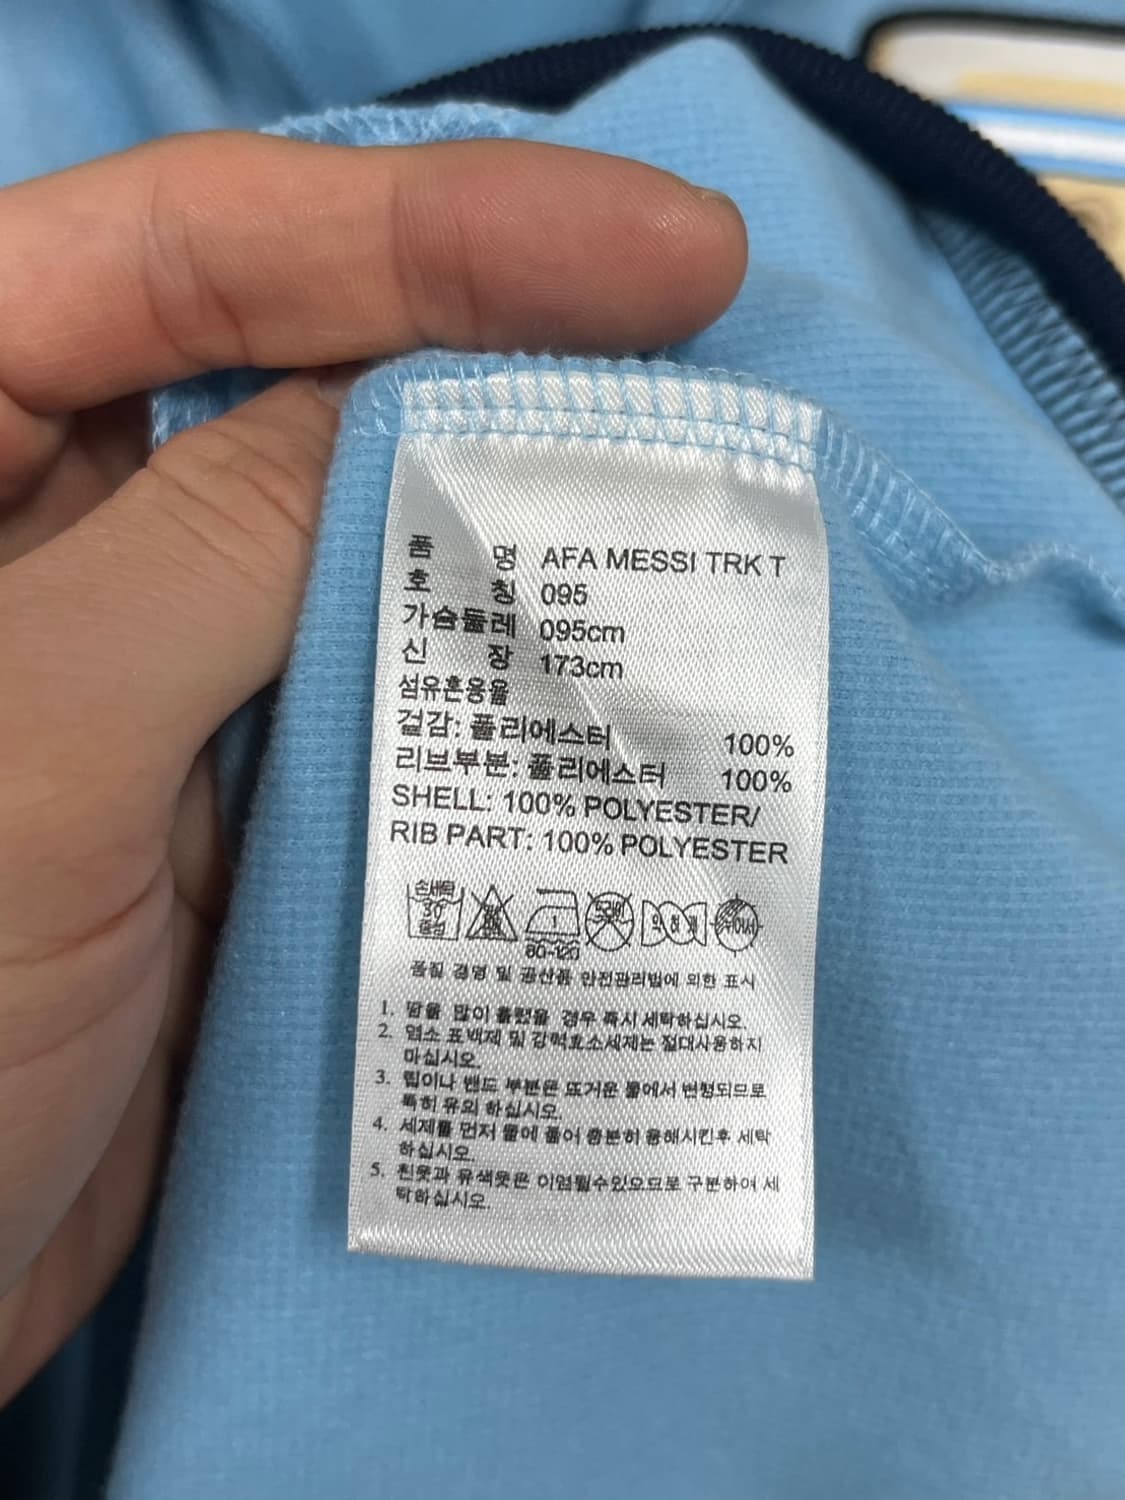 품 명 AFA MESSI TRK T
호 칭 095
가슴둘레 095cm
신 장 173cm
섬유혼용율
겉감: 폴리에스터 100%
리브부분: 폴리에스터 100%
SHELL: 100% POLYESTER/
RIB PART: 100% POLYESTER
손세탁
30
중성
80~120
품질 경영 및 공산품 안전관리법에 의한 표시
1. 땀을 많이 흘렸을 경우 즉시 세탁하십시오.
2. 염소 표백제 및 강력효소세제는 절대사용하지
마십시오.
3. 립이나 밴드 부분은 뜨거운 물에서 변형되므로
특히 유의 하십시오.
4. 세제를 먼저 물에 풀어 충분히 용해시킨후 세탁
하십시오.
5. 흰옷과 유색옷은 이염될수있으므로 구분하여 세
탁하십시오.